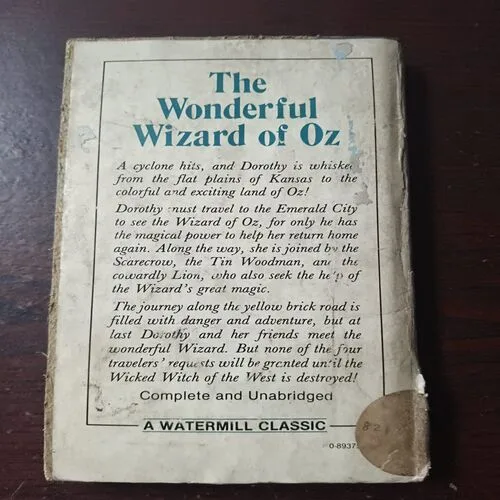 The
Wonderful
Wizard of Oz
A cyclone hits, and Dorothy is whisked
from the flat plains of Kansas to the
colorful and exciting land of Oz!
Dorothy must travel to the Emerald City
to see the Wizard of Oz, for only he has
the magical power to help her return home
again. Along the way, she is joined by the
Scarecrow, the Tin Woodman, and the
cowardly Lion, who also seek the help of
the Wizard's great magic.
The journey along the yellow brick road is
filled with danger and adventure, but at
last Dorothy and her friends meet the
wonderful Wizard. But none of the four
travelers' requests will be granted until the
Wicked Witch of the West is destroyed!
Complete and Unabridged
A WATERMILL CLASSIC
82
0-8937